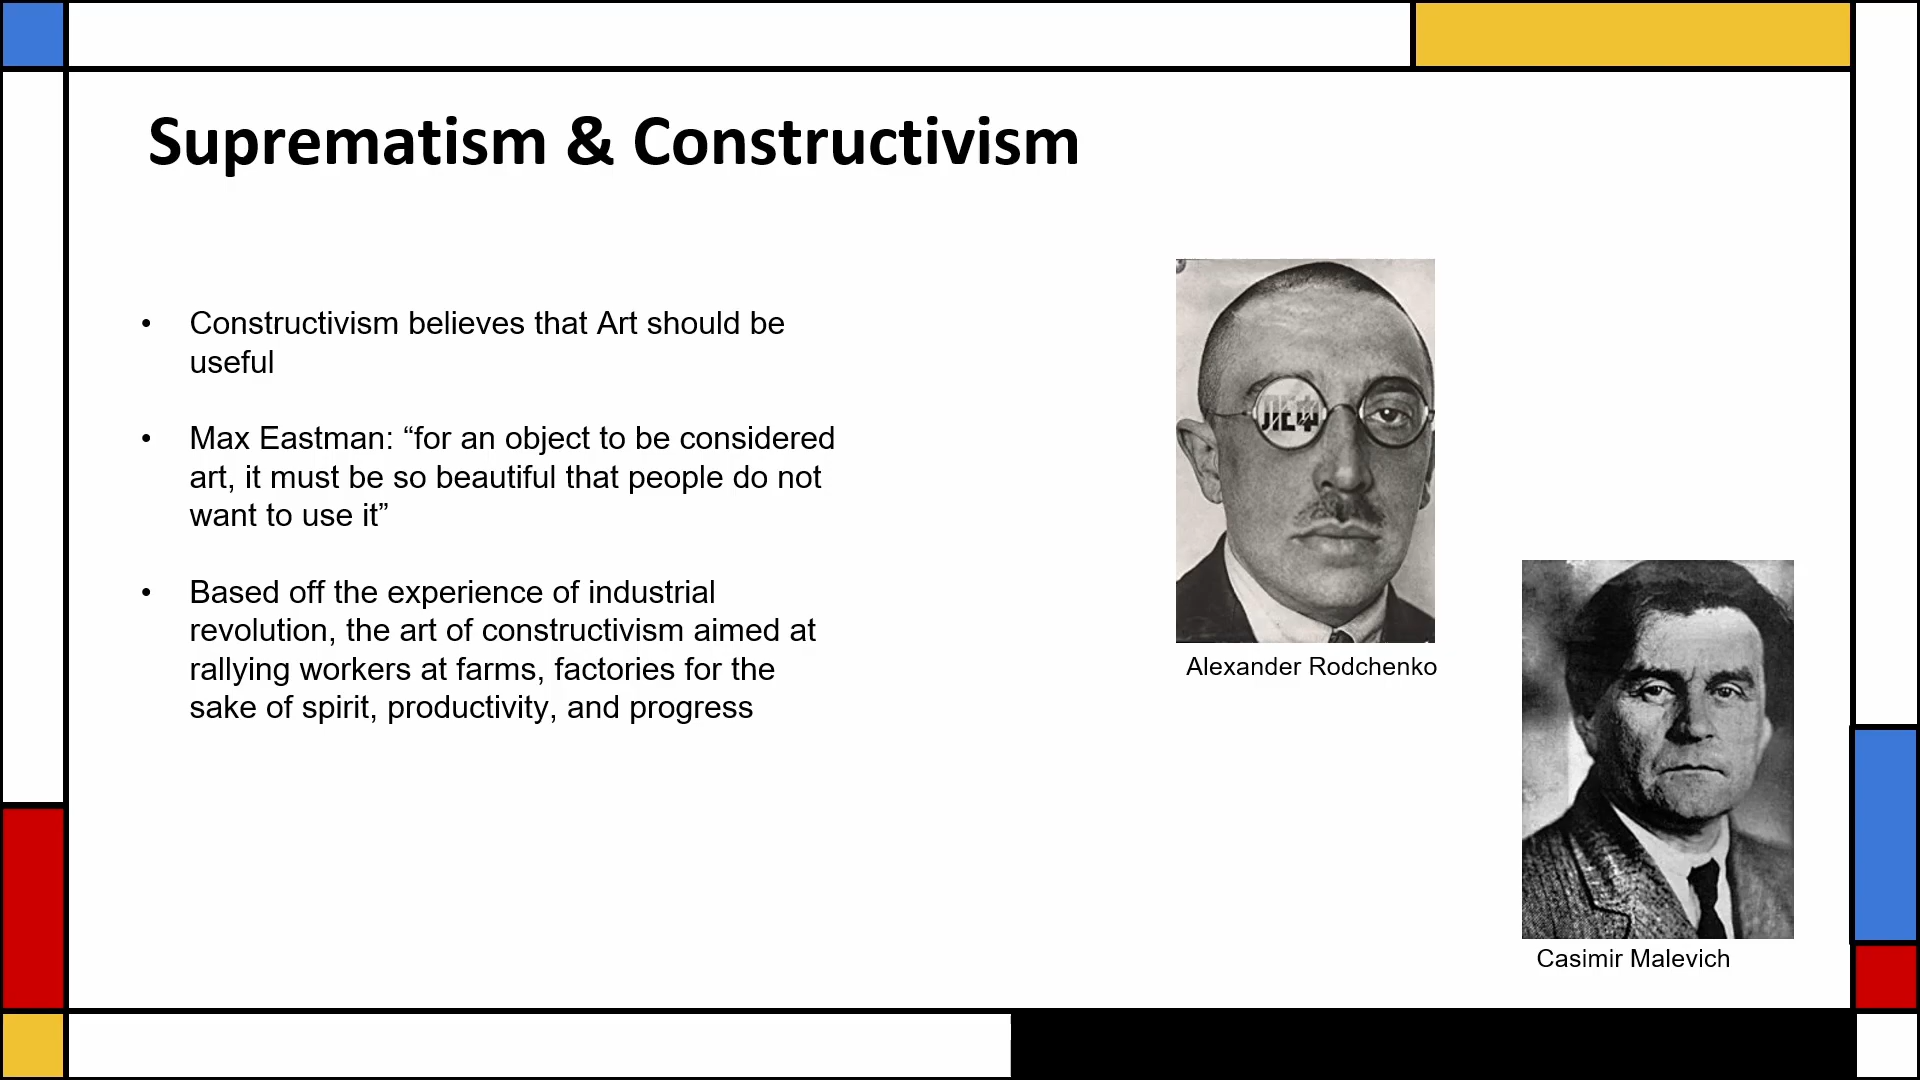 Suprematism & Constructivism
• Constructivism believes that Art should be
useful
• Max Eastman: “for an object to be considered
art, it must be so beautiful that people do not
want to use it”
• Based off the experience of industrial
revolution, the art of constructivism aimed at
rallying workers at farms, factories for the
sake of spirit, productivity, and progress
ЛЕФ
Alexander Rodchenko
Casimir Malevich